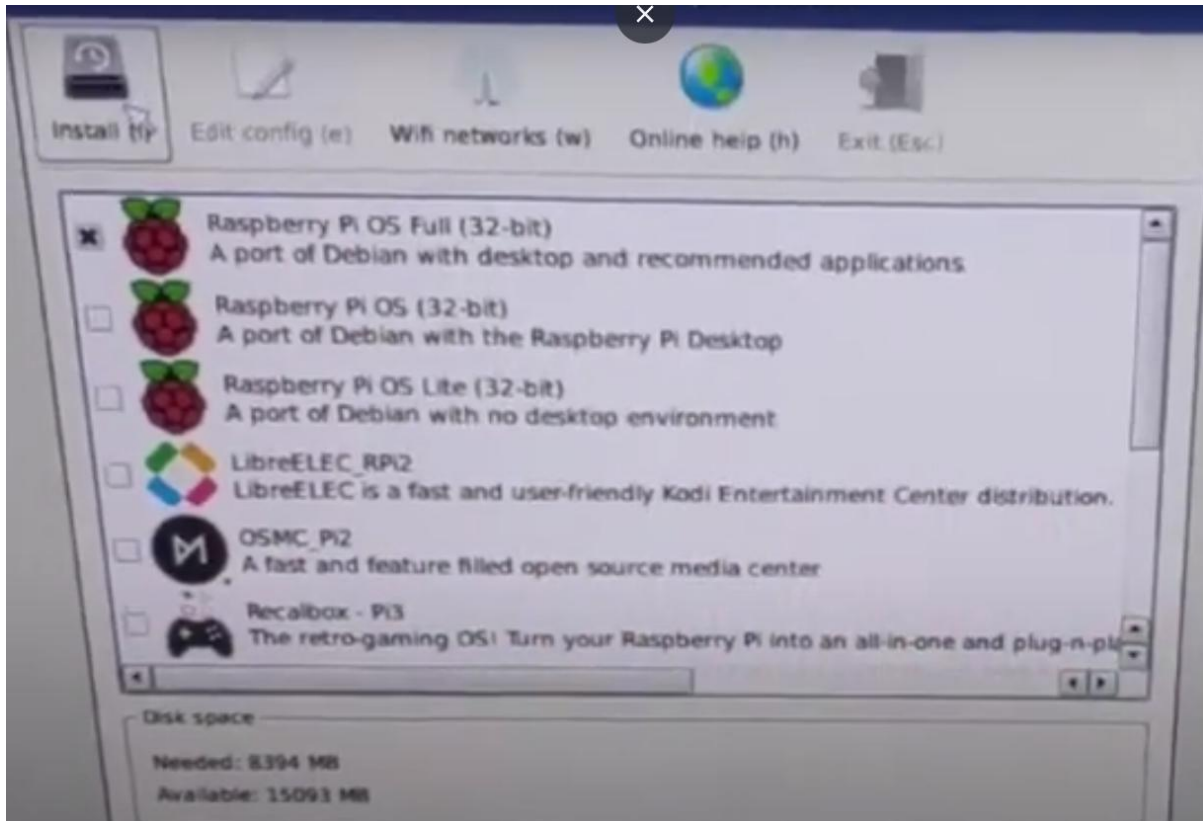 Install (i)
Edit config (e)
Wifi networks (w)
Online help (h)
Exit (Esc)
Raspberry Pi OS Full (32-bit)
A port of Debian with desktop and recommended applications
Raspberry Pi OS (32-bit)
A port of Debian with the Raspberry Pi Desktop
Raspberry Pi OS Lite (32-bit)
A port of Debian with no desktop environment
LibreELEC_RPi2
LibreELEC is a fast and user-friendly Kodi Entertainment Center distribution.
OSMC_Pi2
A fast and feature filled open source media center
Recalbox - Pi3
The retro-gaming OS! Turn your Raspberry Pi into an all-in-one and plug-n-pla
Disk space
Needed: 8394 MB
Available: 15093 MB